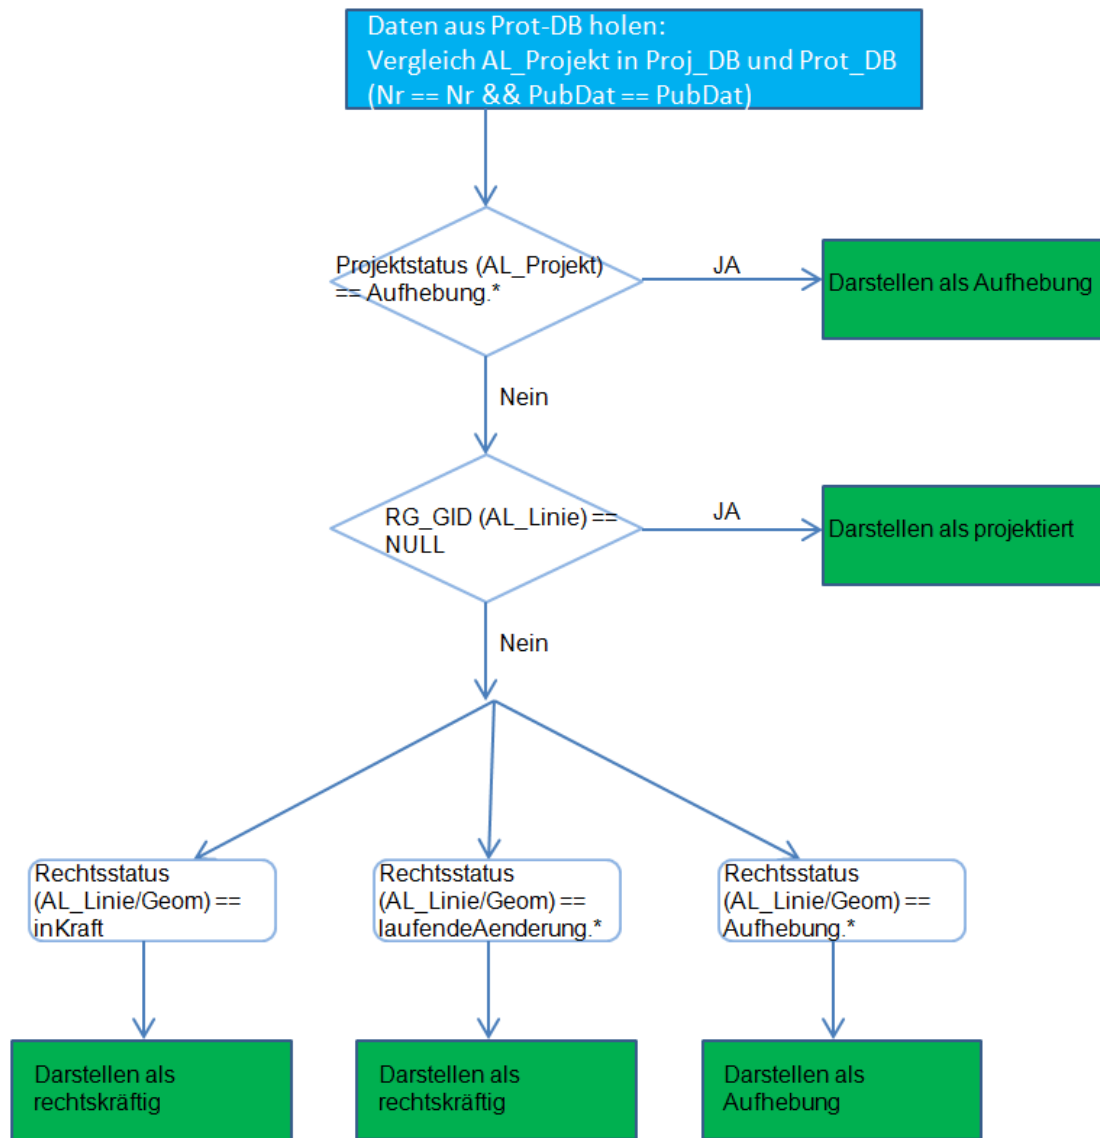 Daten aus Prot-DB holen:
Vergleich AL_Projekt in Proj_DB und Prot_DB
(Nr == Nr && PubDat == PubDat)
Projektstatus (AL_Projekt)
== Aufhebung.*
JA
Darstellen als Aufhebung
Nein
RG_GID (AL_Linie) ==
NULL
JA
Darstellen als projektiert
Nein
Rechtsstatus
(AL_Linie/Geom) ==
inKraft
Rechtsstatus
(AL_Linie/Geom) ==
laufendeAenderung.*
Rechtsstatus
(AL_Linie/Geom) ==
Aufhebung.*
Darstellen als
rechtskräftig
Darstellen als
rechtskräftig
Darstellen als
Aufhebung